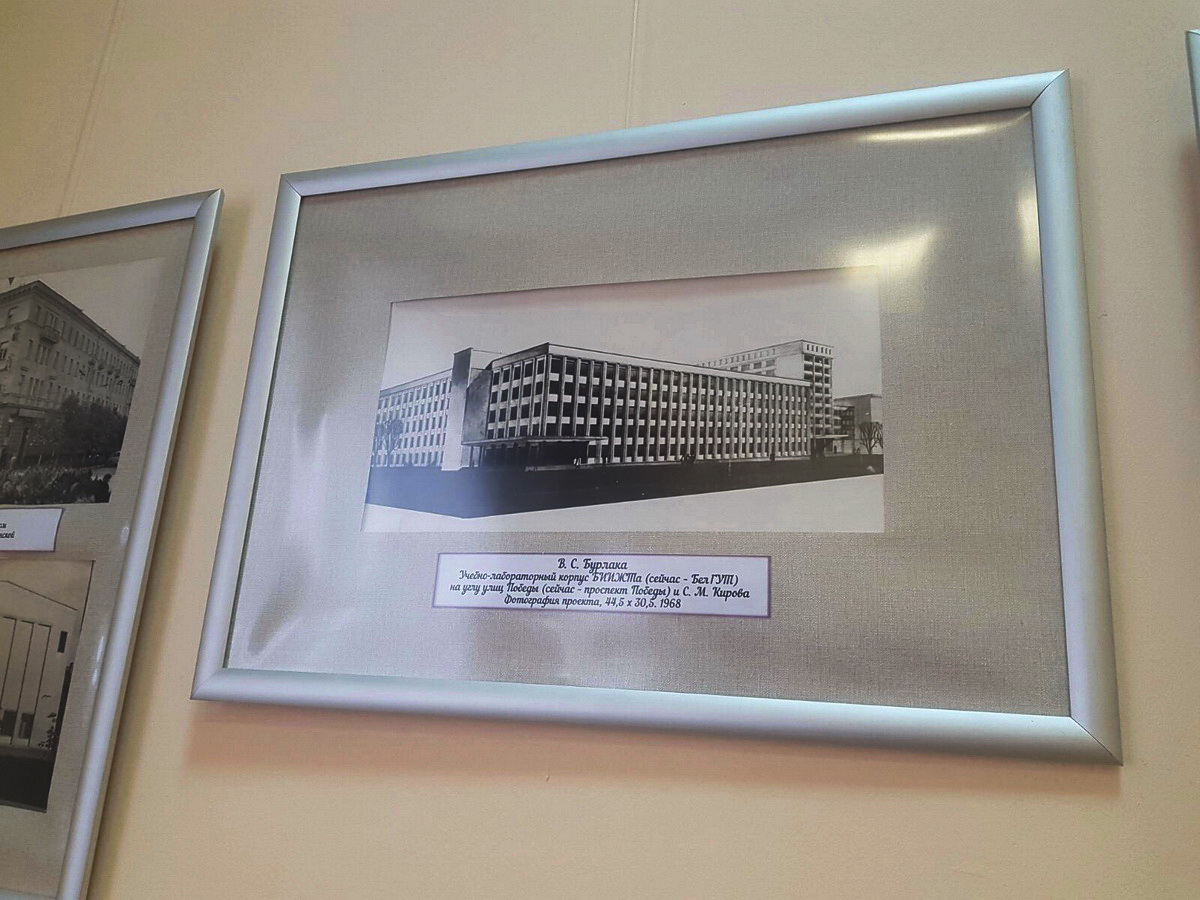 В. С. Бурлака
Учебно-лабораторный корпус БИИЖТа (сейчас - БелГУТ)
на углу улиц Победы (сейчас - проспект Победы) и С. М. Кирова
Фотография проекта, 44,5 х 30,5. 1968